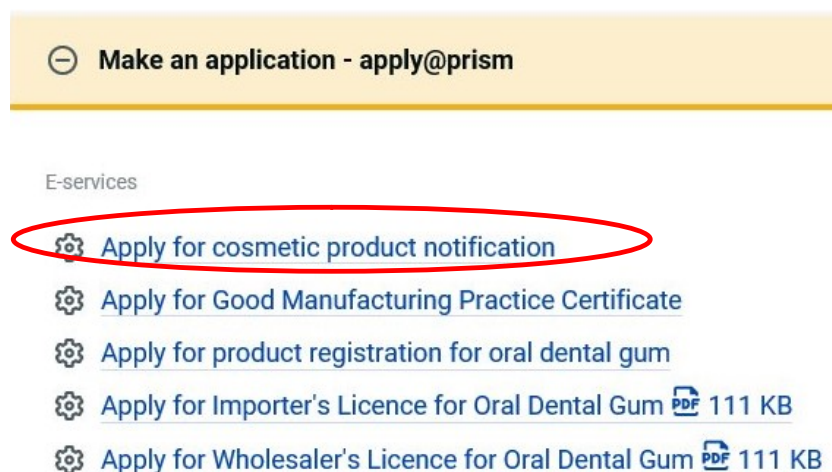 Make an application - apply@prism
E-services
Apply for cosmetic product notification
Apply for Good Manufacturing Practice Certificate
Apply for product registration for oral dental gum
Apply for Importer's Licence for Oral Dental Gum PDF 111 KB
Apply for Wholesaler's Licence for Oral Dental Gum PDF 111 KB